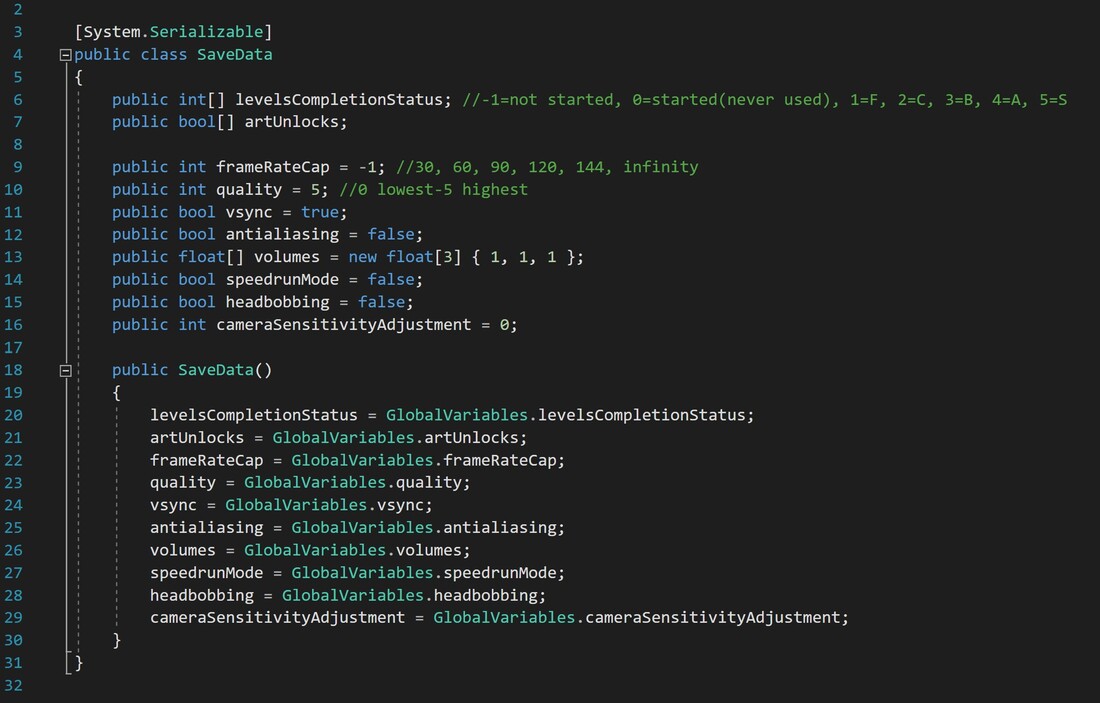 2
3 [System.Serializable]
4 public class SaveData
5 {
6 public int[] levelsCompletionStatus; //-1=not started, 0=started(never used), 1=F, 2=C, 3=B, 4=A, 5=S
7 public bool[] artUnlocks;
8
9 public int frameRateCap = -1; //30, 60, 90, 120, 144, infinity
10 public int quality = 5; //0 lowest-5 highest
11 public bool vsync = true;
12 public bool antialiasing = false;
13 public float[] volumes = new float[3] { 1, 1, 1 };
14 public bool speedrunMode = false;
15 public bool headbobbing = false;
16 public int cameraSensitivityAdjustment = 0;
17
18 public SaveData()
19 {
20 levelsCompletionStatus = GlobalVariables.levelsCompletionStatus;
21 artUnlocks = GlobalVariables.artUnlocks;
22 frameRateCap = GlobalVariables.frameRateCap;
23 quality = GlobalVariables.quality;
24 vsync = GlobalVariables.vsync;
25 antialiasing = GlobalVariables.antialiasing;
26 volumes = GlobalVariables.volumes;
27 speedrunMode = GlobalVariables.speedrunMode;
28 headbobbing = GlobalVariables.headbobbing;
29 cameraSensitivityAdjustment = GlobalVariables.cameraSensitivityAdjustment;
30 }
31 }
32